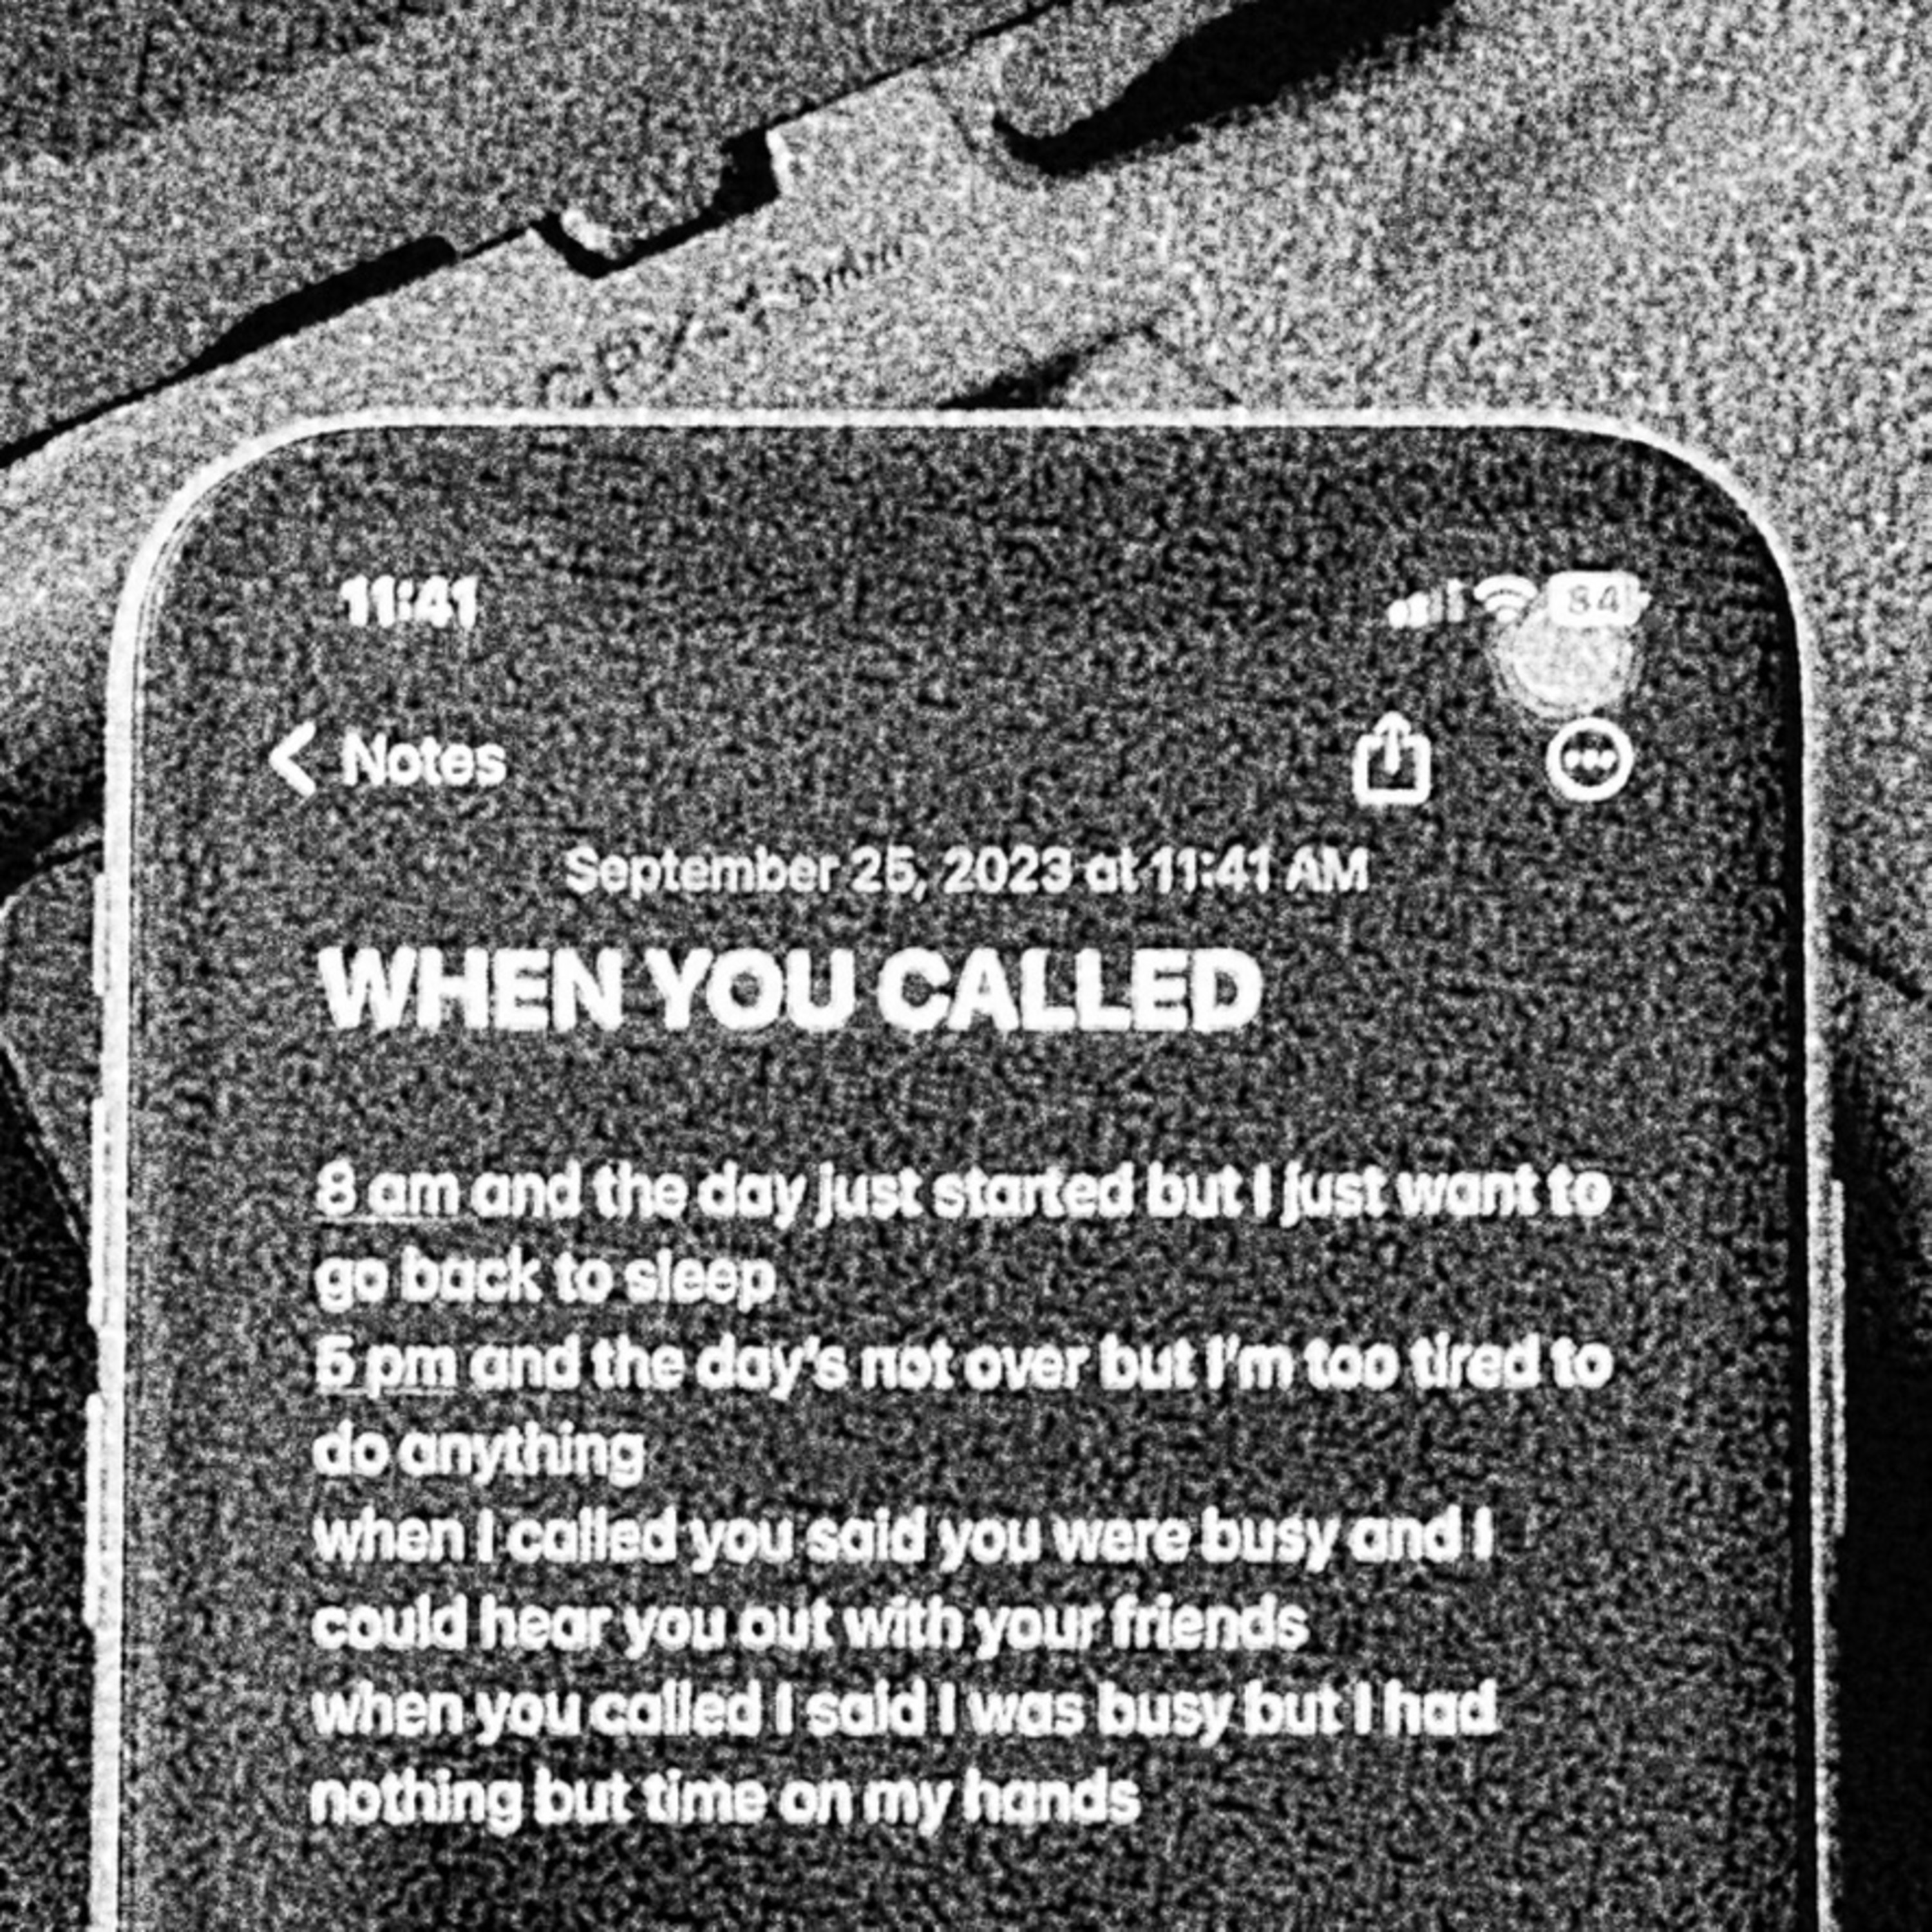 11:41
84
Notes
September 25, 2023 at 11:41 AM
WHEN YOU CALLED
8 am and the day just started but I just want to
go back to sleep
5 pm and the day's not over but I'm too tired to
do anything
when I called you said you were busy and I
could hear you out with your friends
when you called I said I was busy but I had
nothing but time on my hands